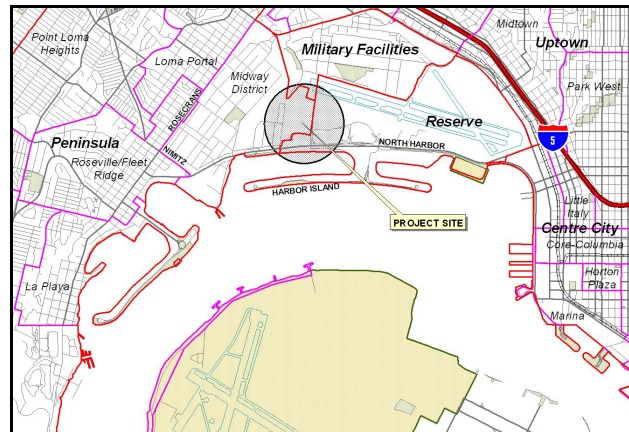 Point Loma
Heights
Loma Portal
Military Facilities
Midtown
Uptown
Midway
District
Park West
ROSECRANS
Reserve
5
Peninsula
NIMITZ
NORTH HARBOR
Roseville/Fleet
Ridge
HARBOR ISLAND
Little
Italy
PROJECT SITE
Centre City
Core-Columbia
Horton
Plaza
La Playa
Marina